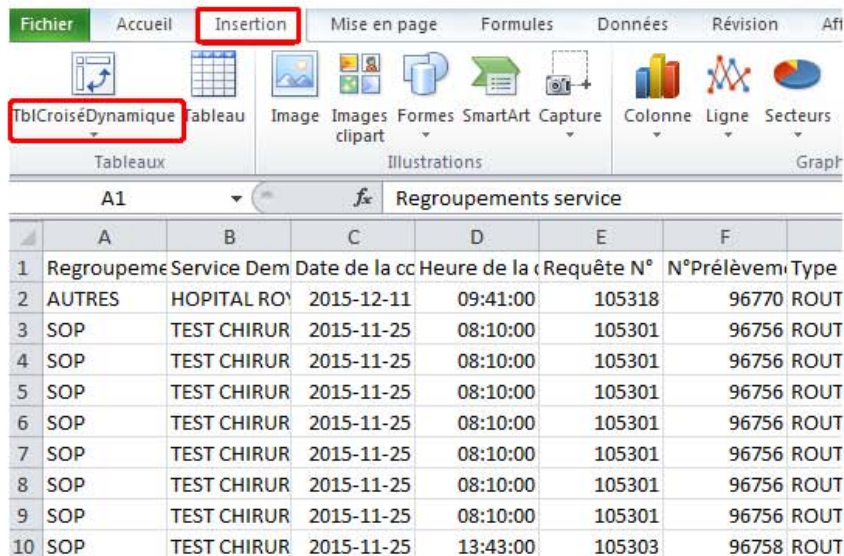 Fichier Accueil Insertion Mise en page Formules Données Révision Aff
TblCroiséDynamique Tableau Image Images clipart Formes SmartArt Capture Colonne Ligne Secteurs
Tableaux Illustrations Graph
A1 fx Regroupements service
A B C D E F
1 Regroupeme Service Dem Date de la co Heure de la c Requête N° N°Prélèvem Type
2 AUTRES HOPITAL ROY 2015-12-11 09:41:00 105318 96770 ROUT
3 SOP TEST CHIRUR 2015-11-25 08:10:00 105301 96756 ROUT
4 SOP TEST CHIRUR 2015-11-25 08:10:00 105301 96756 ROUT
5 SOP TEST CHIRUR 2015-11-25 08:10:00 105301 96756 ROUT
6 SOP TEST CHIRUR 2015-11-25 08:10:00 105301 96756 ROUT
7 SOP TEST CHIRUR 2015-11-25 08:10:00 105301 96756 ROUT
8 SOP TEST CHIRUR 2015-11-25 08:10:00 105301 96756 ROUT
9 SOP TEST CHIRUR 2015-11-25 08:10:00 105301 96756 ROUT
10 SOP TEST CHIRUR 2015-11-25 13:43:00 105303 96758 ROUT